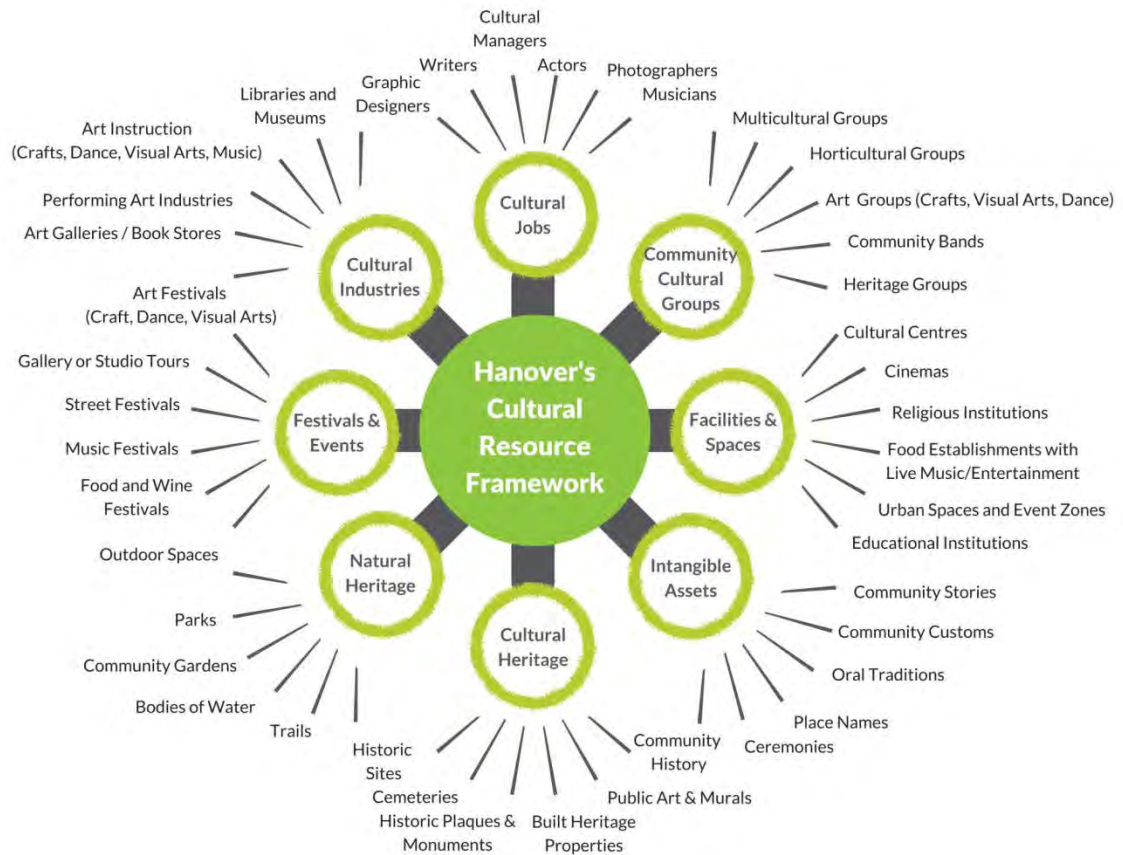 Cultural
Managers
Writers
Actors
Graphic
Designers
Photographers
Musicians
Libraries and
Museums
Art Instruction
(Crafts, Dance, Visual Arts, Music)
Performing Art Industries
Art Galleries / Book Stores
Multicultural Groups
Horticultural Groups
Art Groups (Crafts, Visual Arts, Dance)
Community Bands
Heritage Groups
Cultural
Jobs
Cultural
Industries
Community
Cultural
Groups
Art Festivals
(Craft, Dance, Visual Arts)
Gallery or Studio Tours
Street Festivals
Music Festivals
Food and Wine
Festivals
Festivals &
Events
Hanover's
Cultural
Resource
Framework
Facilities &
Spaces
Cultural Centres
Cinemas
Religious Institutions
Food Establishments with
Live Music/Entertainment
Urban Spaces and Event Zones
Educational Institutions
Outdoor Spaces
Parks
Community Gardens
Bodies of Water
Trails
Natural
Heritage
Cultural
Heritage
Intangible
Assets
Community Stories
Community Customs
Oral Traditions
Place Names
Ceremonies
Historic
Sites
Cemeteries
Historic Plaques &
Monuments
Built Heritage
Properties
Public Art & Murals
Community
History